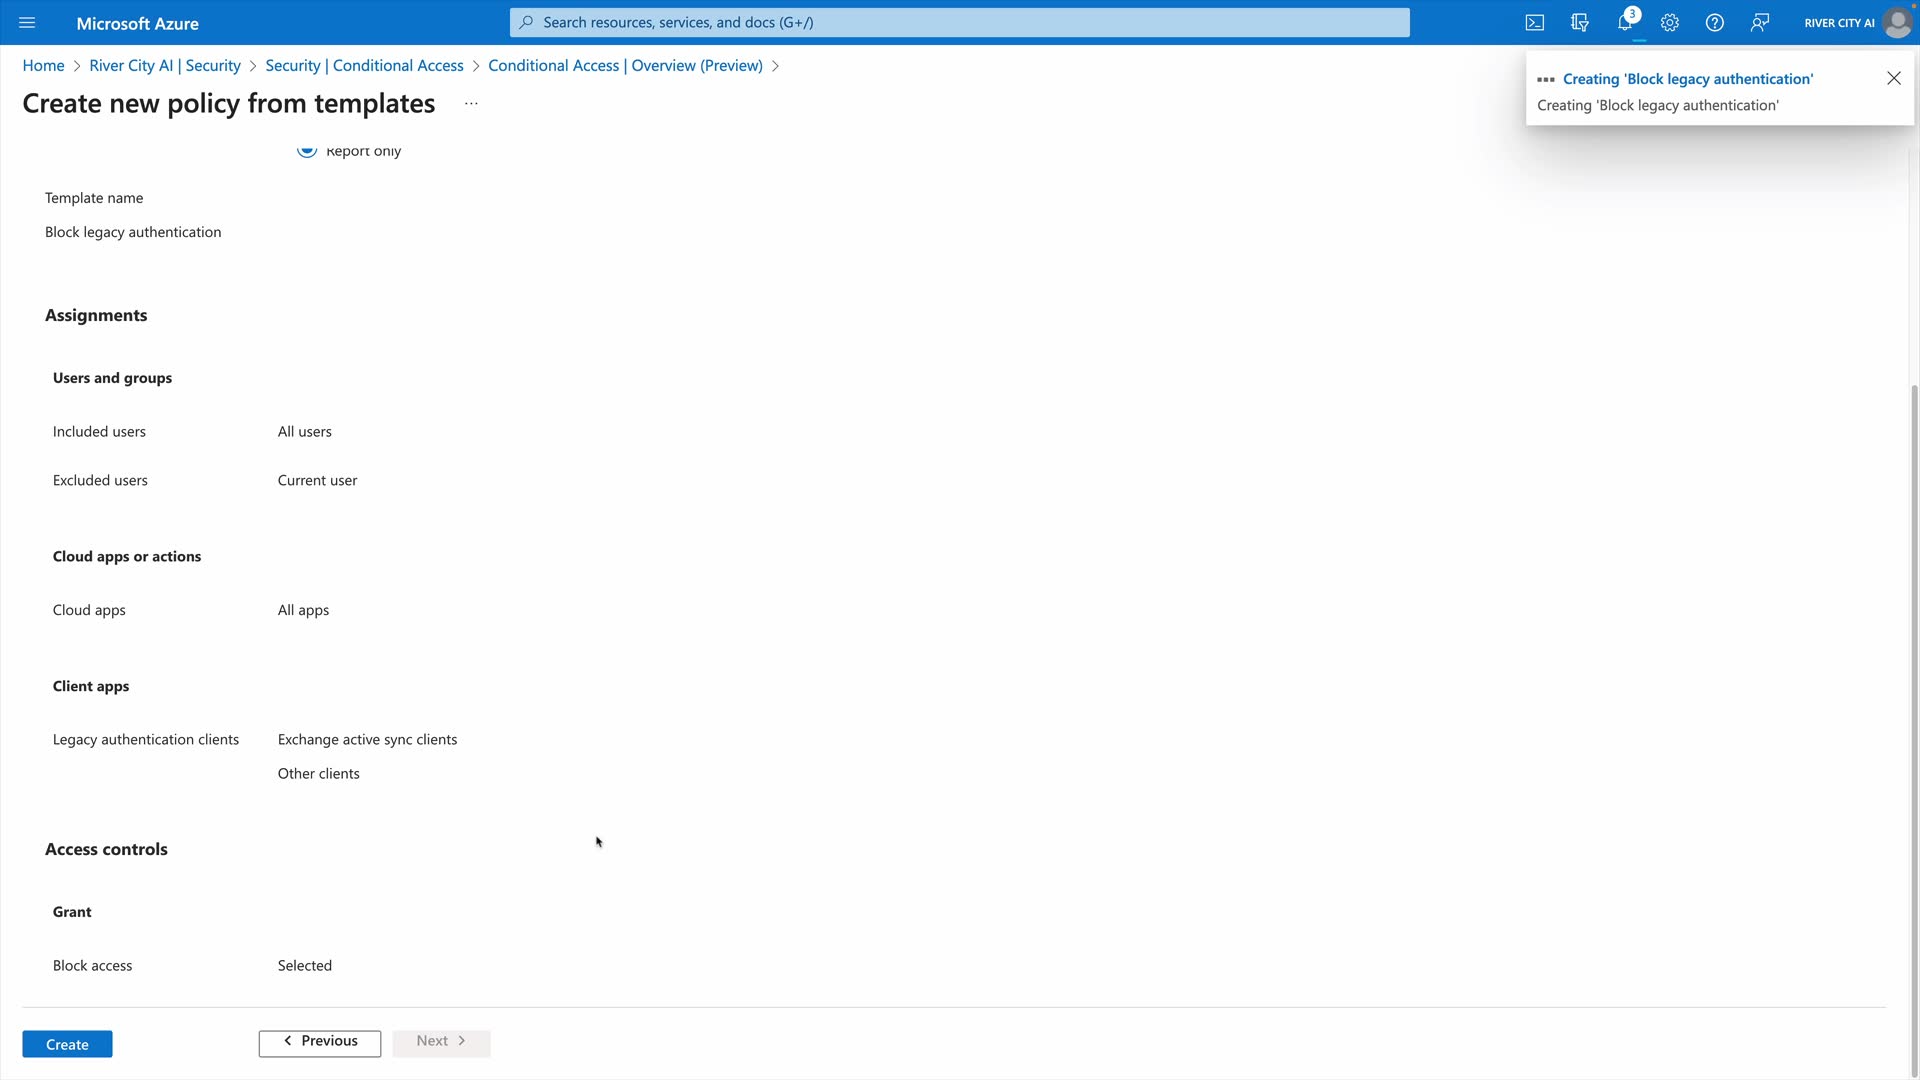 Microsoft Azure
Search resources, services, and docs (G+/)
3
RIVER CITY AI
Home > River City AI | Security > Security | Conditional Access > Conditional Access | Overview (Preview) >
Create new policy from templates ...
Creating 'Block legacy authentication'
Creating 'Block legacy authentication'
Report only
Template name
Block legacy authentication
Assignments
Users and groups
Included users All users
Excluded users Current user
Cloud apps or actions
Cloud apps All apps
Client apps
Legacy authentication clients Exchange active sync clients
Other clients
Access controls
Grant
Block access Selected
Create < Previous Next >